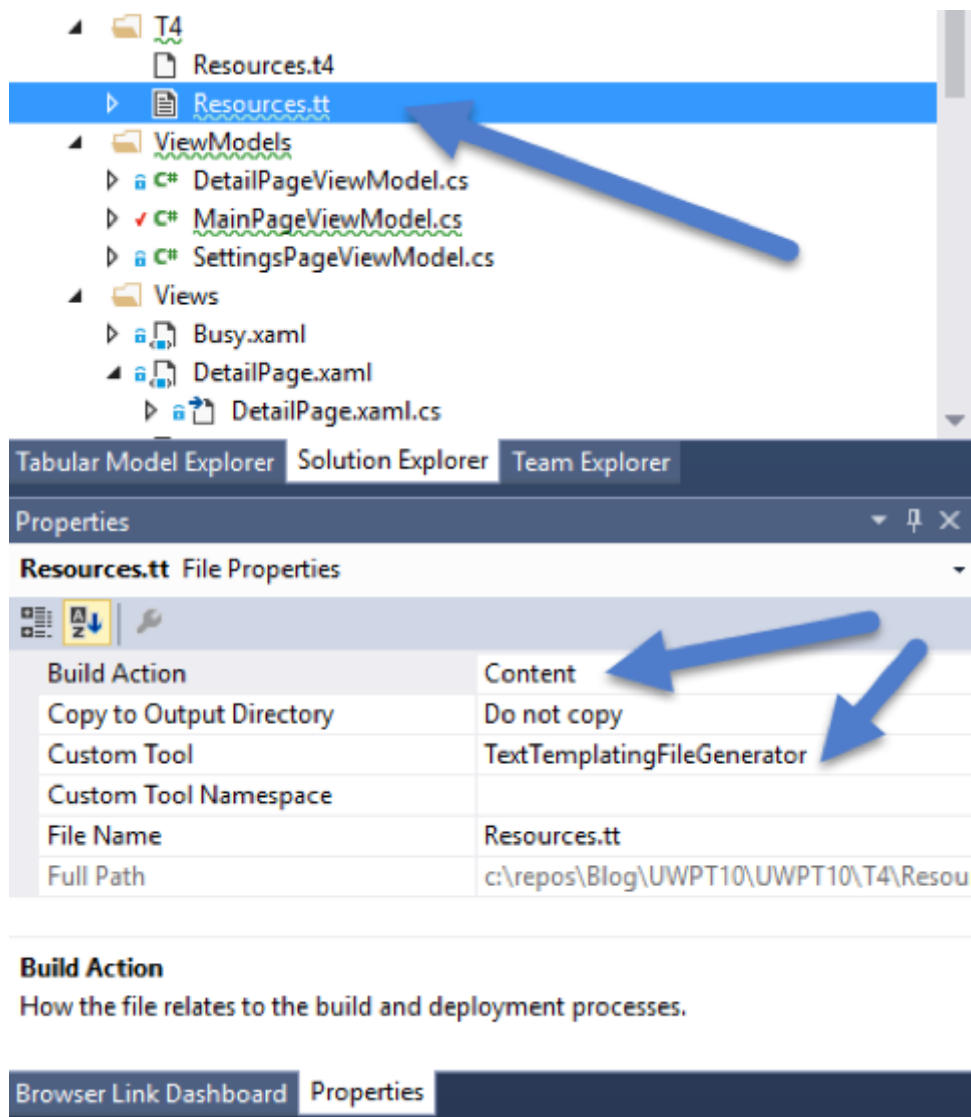 T4
Resources.t4
Resources.tt
ViewModels
C# DetailPageViewModel.cs
C# MainPageViewModel.cs
C# SettingsPageViewModel.cs
Views
Busy.xaml
DetailPage.xaml
DetailPage.xaml.cs
Tabular Model Explorer Solution Explorer Team Explorer
Properties
Resources.tt File Properties
Build Action Content
Copy to Output Directory Do not copy
Custom Tool TextTemplatingFileGenerator
Custom Tool Namespace
File Name Resources.tt
Full Path c:\repos\Blog\UWPT10\UWPT10\T4\Resou
Build Action
How the file relates to the build and deployment processes.
Browser Link Dashboard Properties